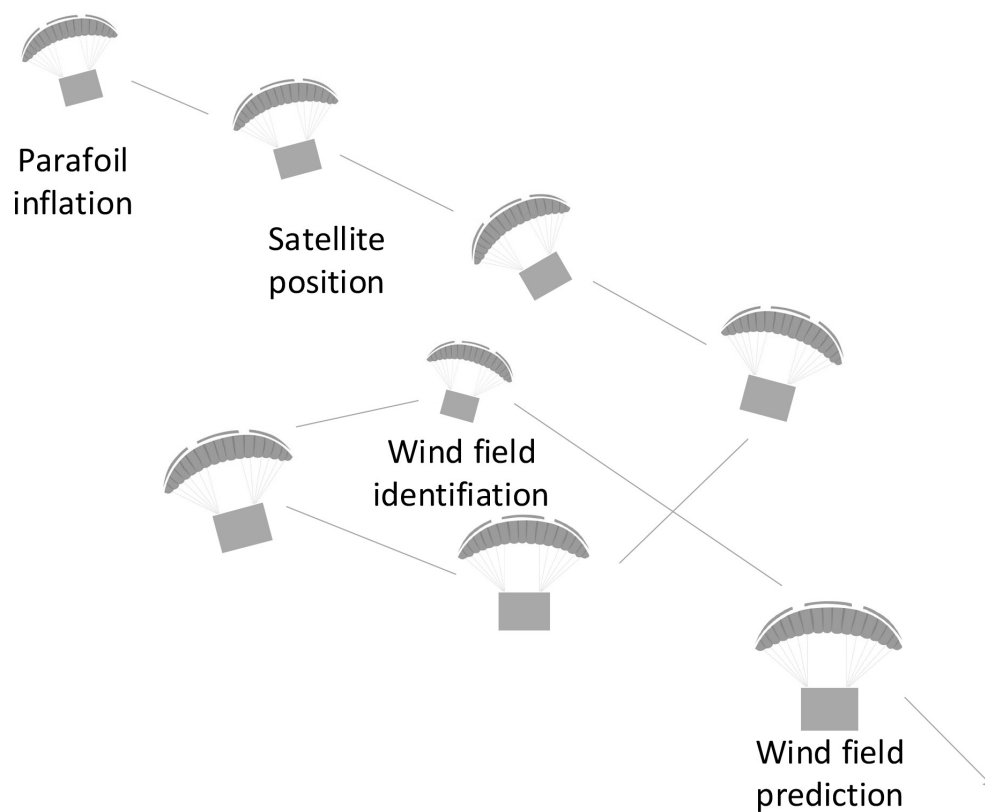 Parafoil
inflation
Satellite
position
Wind field
identifiation
Wind field
prediction